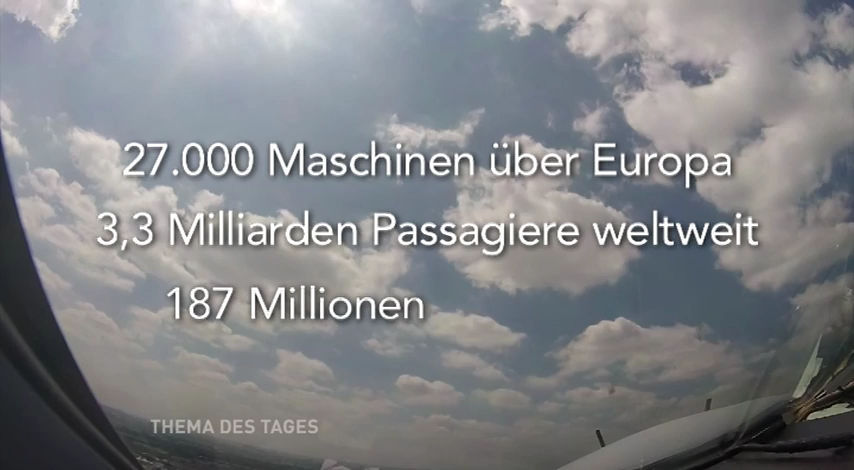 27.000 Maschinen über Europa
3,3 Milliarden Passagiere weltweit
187 Millionen
THEMA DES TAGES